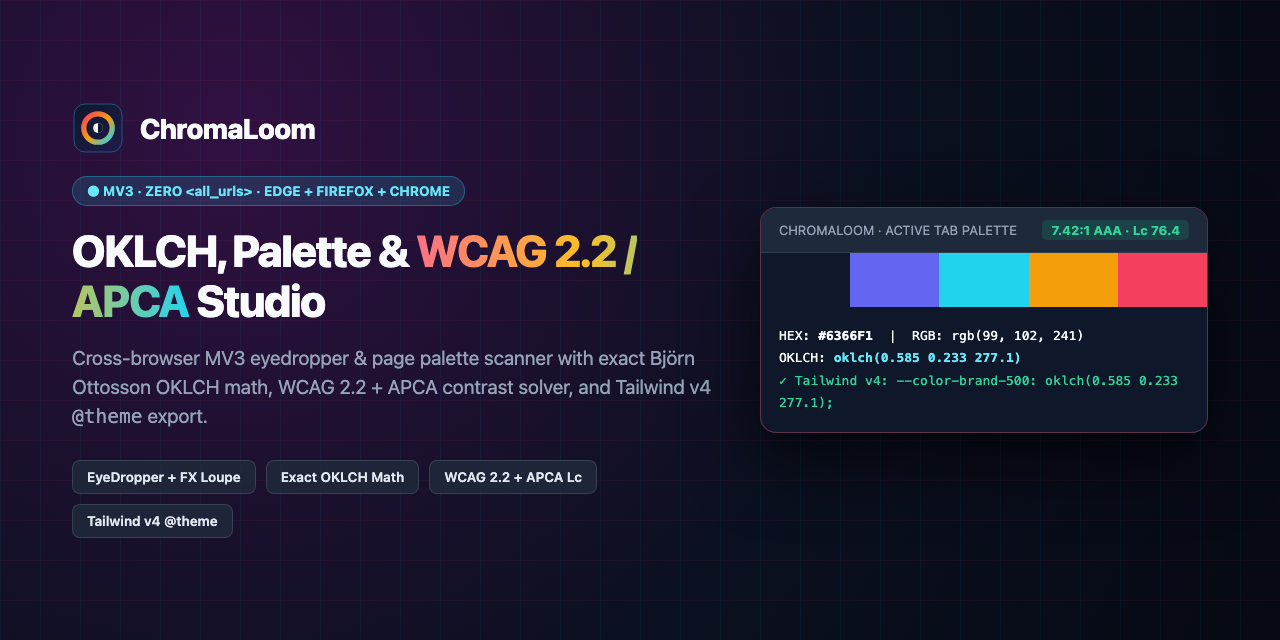 ChromaLoom
MV3 · ZERO <all_urls> · EDGE + FIREFOX + CHROME
OKLCH, Palette & WCAG 2.2 /
APCA Studio
Cross-browser MV3 eyedropper & page palette scanner with exact Björn
Ottosson OKLCH math, WCAG 2.2 + APCA contrast solver, and Tailwind v4
@theme export.
EyeDropper + FX Loupe
Exact OKLCH Math
WCAG 2.2 + APCA Lc
Tailwind v4 @theme
CHROMALOOM · ACTIVE TAB PALETTE
7.42:1 AAA · Lc 76.4
HEX: #6366F1 | RGB: rgb(99, 102, 241)
OKLCH: oklch(0.585 0.233 277.1)
✓ Tailwind v4: --color-brand-500: oklch(0.585 0.233
277.1);